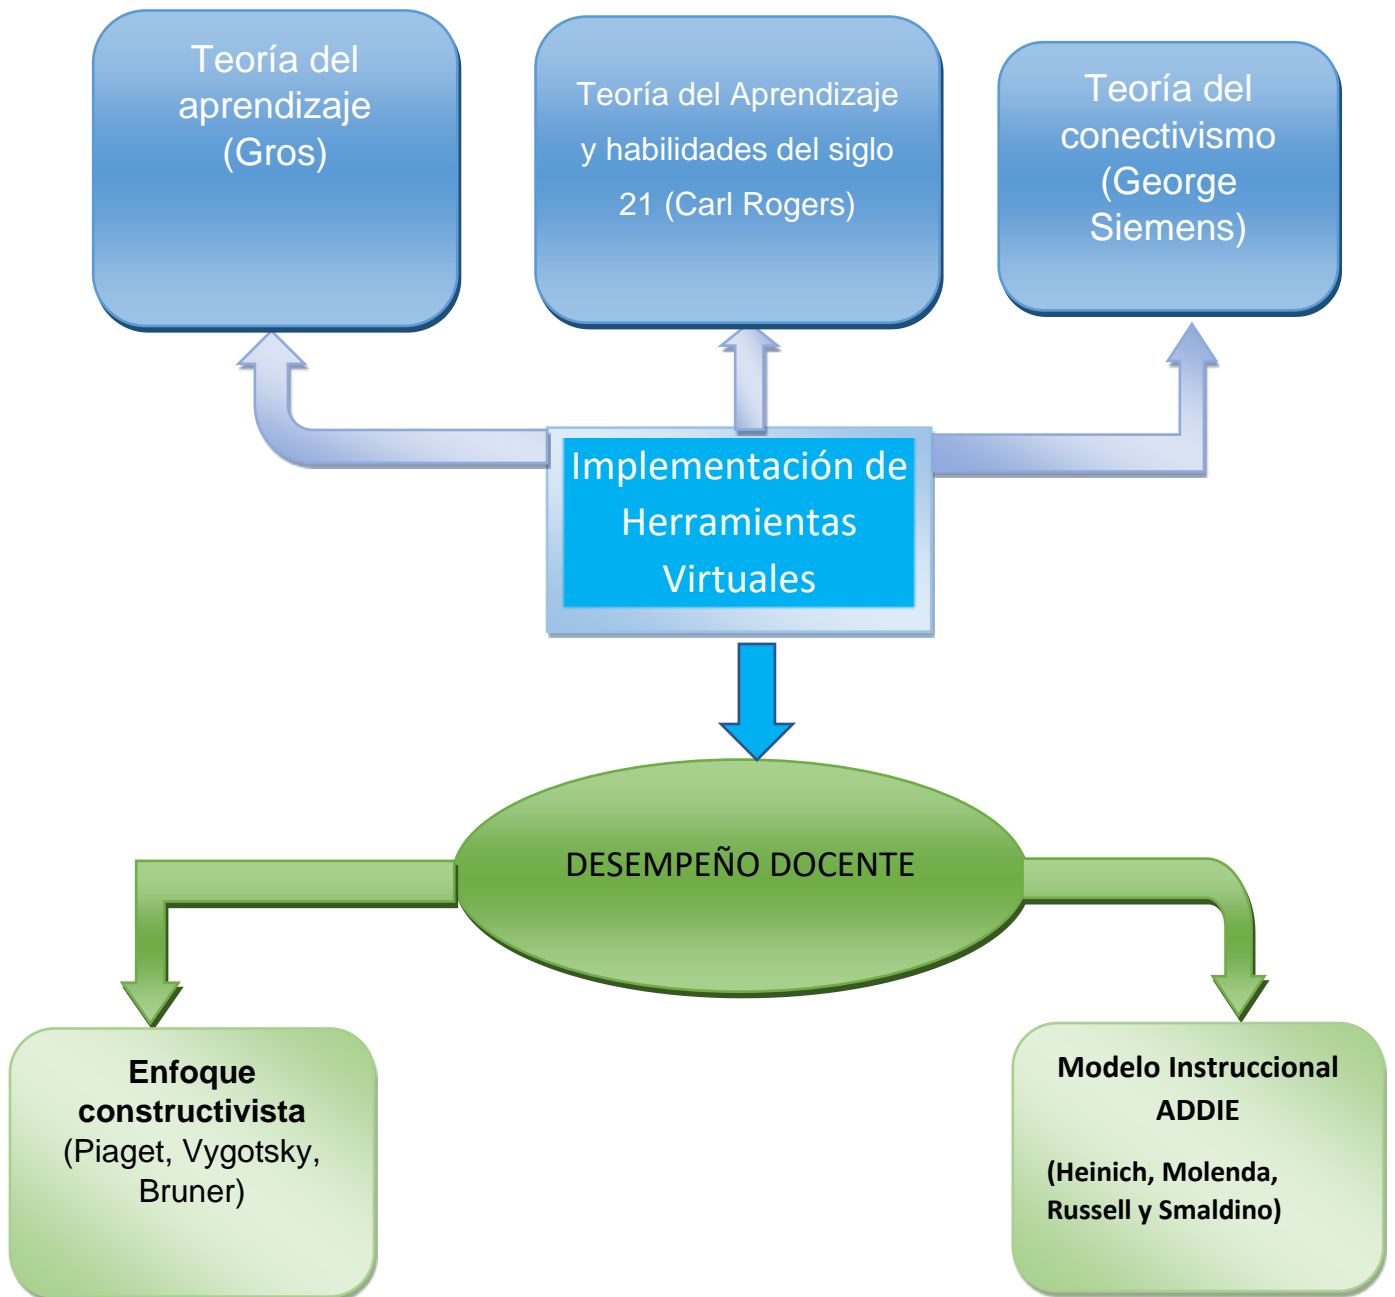 Teoría del
aprendizaje
(Gros)
Teoría del Aprendizaje
y habilidades del siglo
21 (Carl Rogers)
Teoría del
conectivismo
(George
Siemens)
Implementación de
Herramientas
Virtuales
DESEMPEÑO DOCENTE
Enfoque
constructivista
(Piaget, Vygotsky,
Bruner)
Modelo Instruccional
ADDIE
(Heinich, Molenda,
Russell y Smaldino)